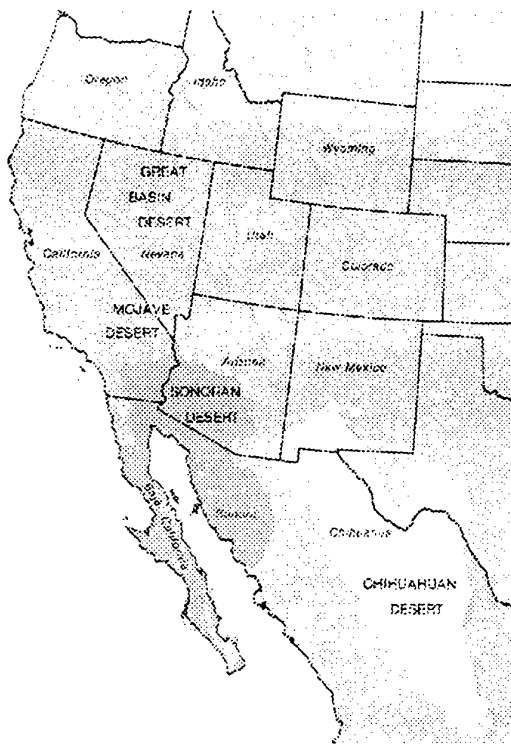 Oregon
Idaho
Wyoming
GREAT
BASIN
DESERT
Utah
California
Nevada
Colorado
MOJAVE
DESERT
Arizona
New Mexico
SONORAN
DESERT
Baja California
Sonora
Chihuahua
CHIHUAHUAN
DESERT